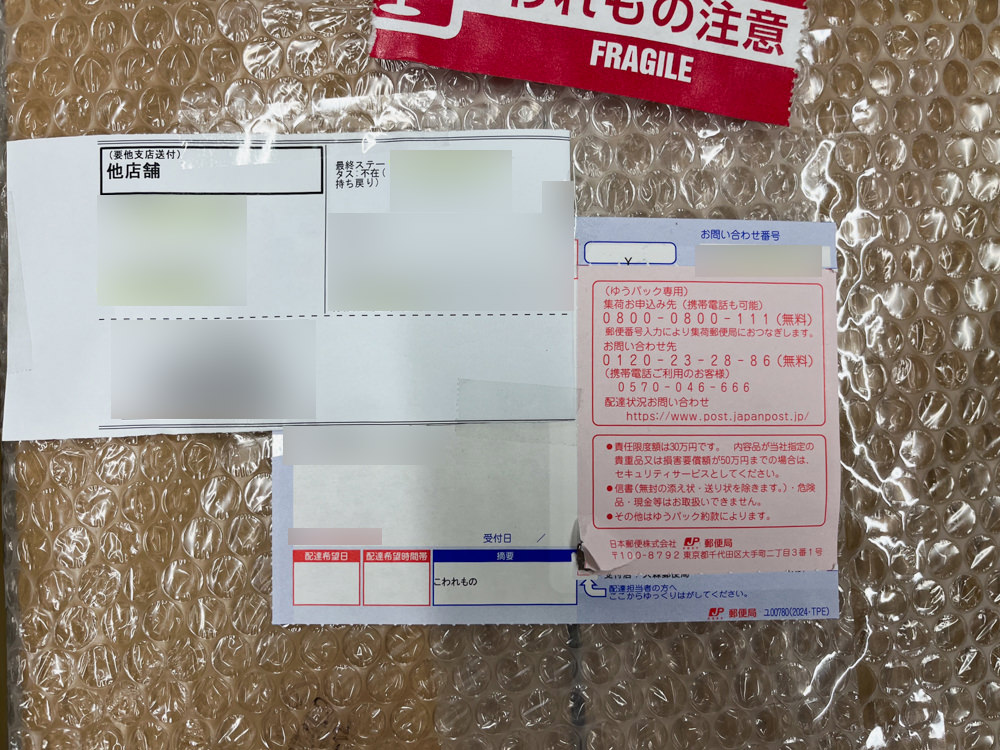 われもの注意
FRAGILE
(要他支店送付)
他店舗
最終ステー
タス:不在(
持ち戻り)
お問い合わせ番号
¥
(ゆうパック専用)
集荷お申込み先(携帯電話も可能)
0800-0800-111(無料)
郵便番号入力により集荷郵便局におつなぎします。
お問い合わせ先
0120-23-28-86(無料)
(携帯電話ご利用のお客様)
0570-046-666
配達状況お問い合わせ
https://www.post.japanpost.jp/
●責任限度額は30万円です。 内容品が当社指定の
貴重品又は損害要償額が50万円までの場合は、
セキュリティサービスとしてください。
●信書(無封の添え状・送り状を除きます。)・危険
品・現金等はお取扱いできません。
●その他はゆうパック約款によります。
日本郵便株式会社 JP 郵便局
〒100-8792 東京都千代田区大手町二丁目3番1号
受付日 /
配達希望日 配達希望時間帯 摘要
こわれもの
配達担当者の方へ
ここからゆっくりはがしてください。
JP 郵便局 ユ00780(2024-TPE)